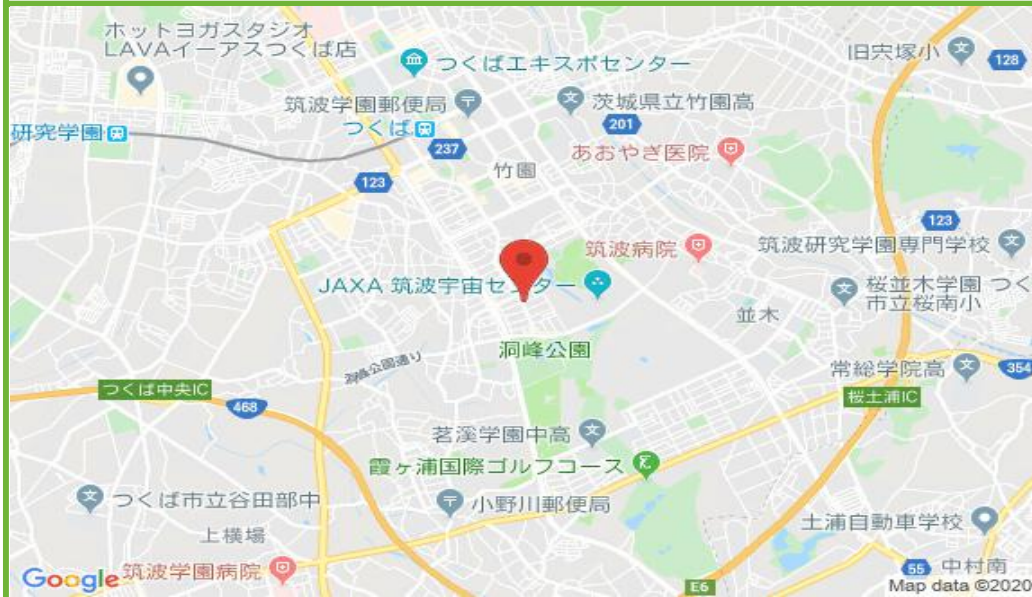 ホットヨガスタジオ
LAVAイーアスつくば店
つくばエキスポセンター
旧宍塚小
128
筑波学園郵便局
茨城県立竹園高
研究学園
つくば
201
237
あおやぎ医院
竹園
123
123
筑波病院
筑波研究学園専門学校
JAXA 筑波宇宙センター
桜並木学園 つく
市立桜南小
並木
洞峰公園
洞峰公園通り
常総学院高
354
つくば中央IC
桜土浦IC
468
茗溪学園中高
霞ヶ浦国際ゴルフコース
つくば市立谷田部中
小野川郵便局
土浦自動車学校
上横場
Google
筑波学園病院
E6
55
中村南
Map data ©2020